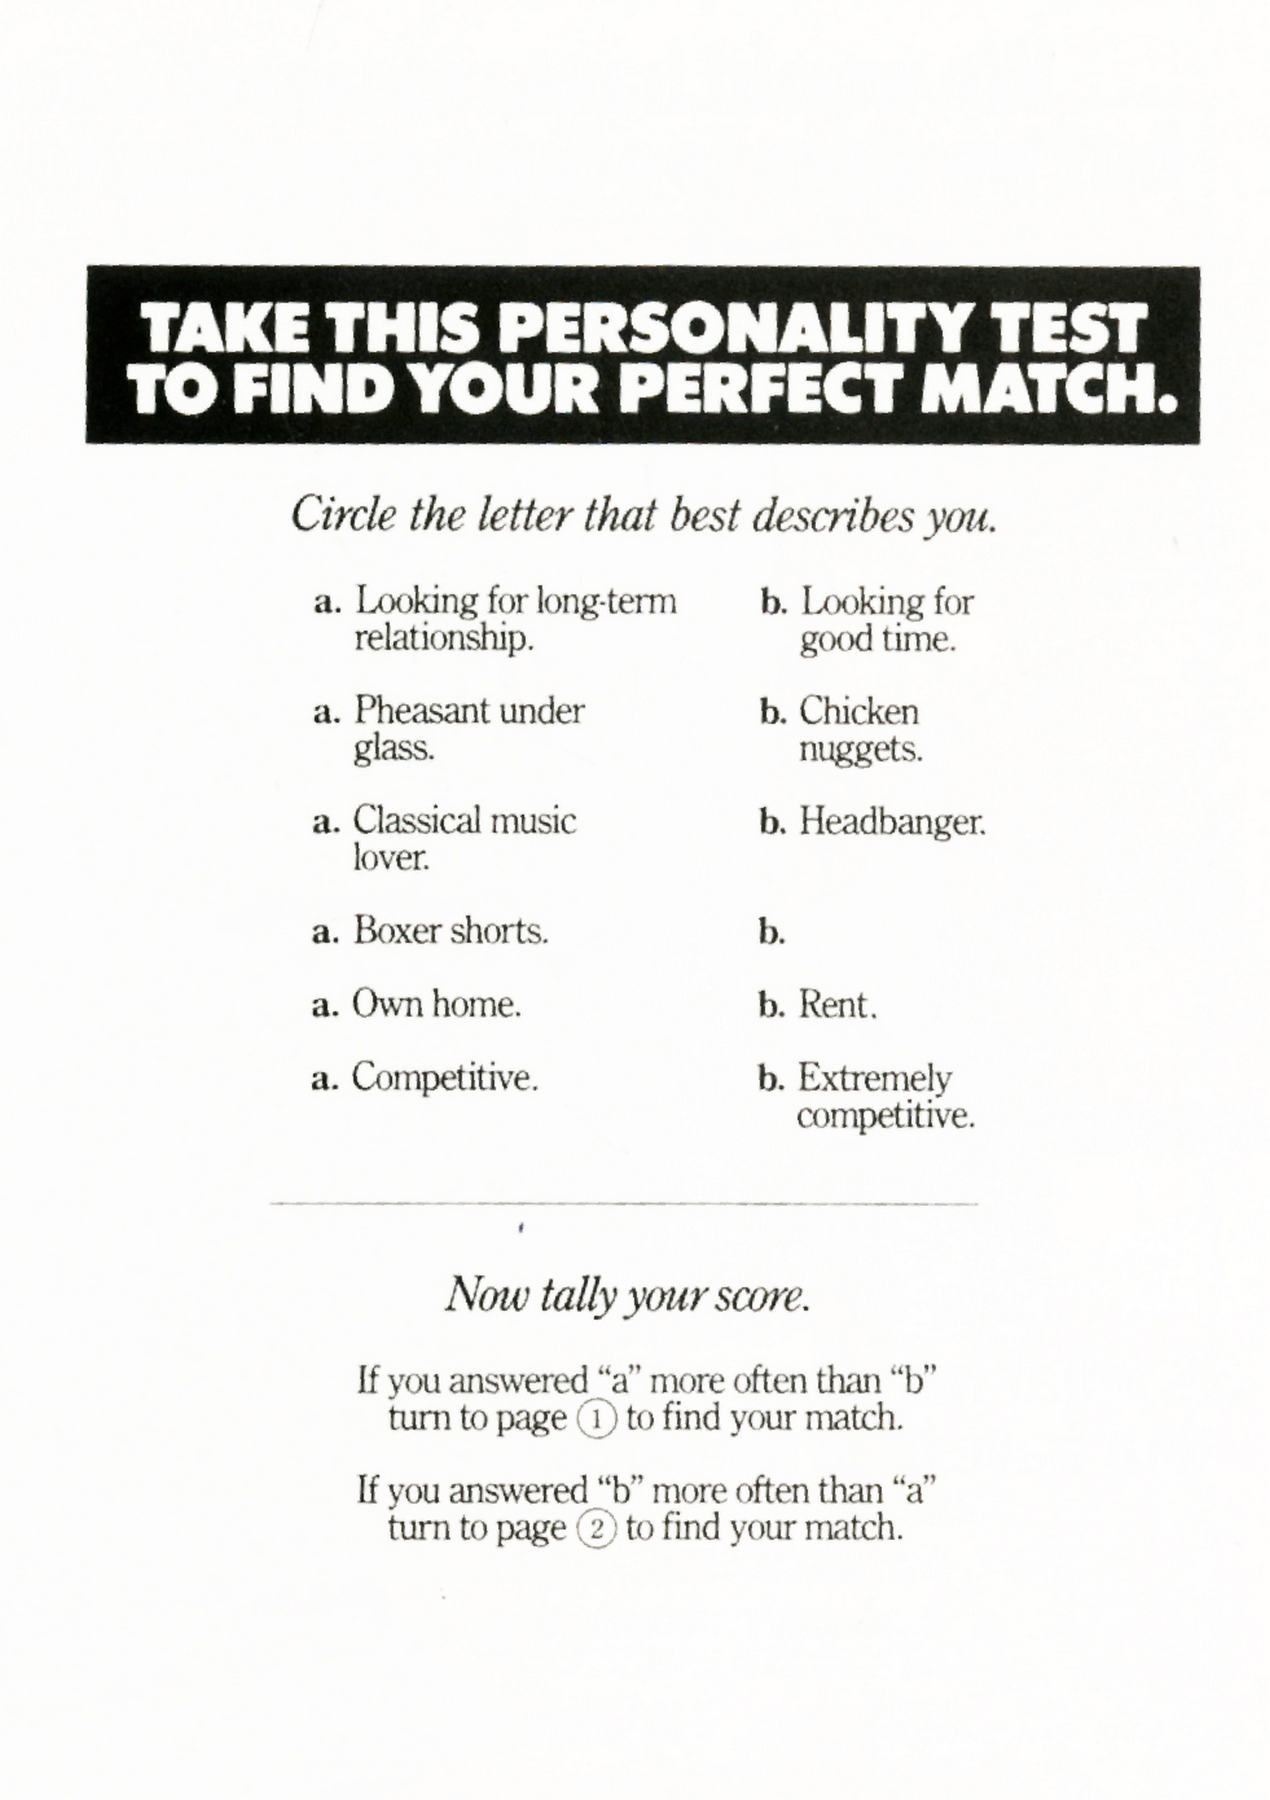 TAKE THIS PERSONALITY TEST
TO FIND YOUR PERFECT MATCH.
Circle the letter that best describes you.
a. Looking for long-term
relationship.
b. Looking for
good time.
a. Pheasant under
glass.
b. Chicken
nuggets.
a. Classical music
lover.
b. Headbanger.
a. Boxer shorts.
b.
a. Own home.
b. Rent.
a. Competitive.
b. Extremely
competitive.
Now tally your score.
If you answered “a” more often than “b”
turn to page 1 to find your match.
If you answered “b” more often than “a”
turn to page 2 to find your match.